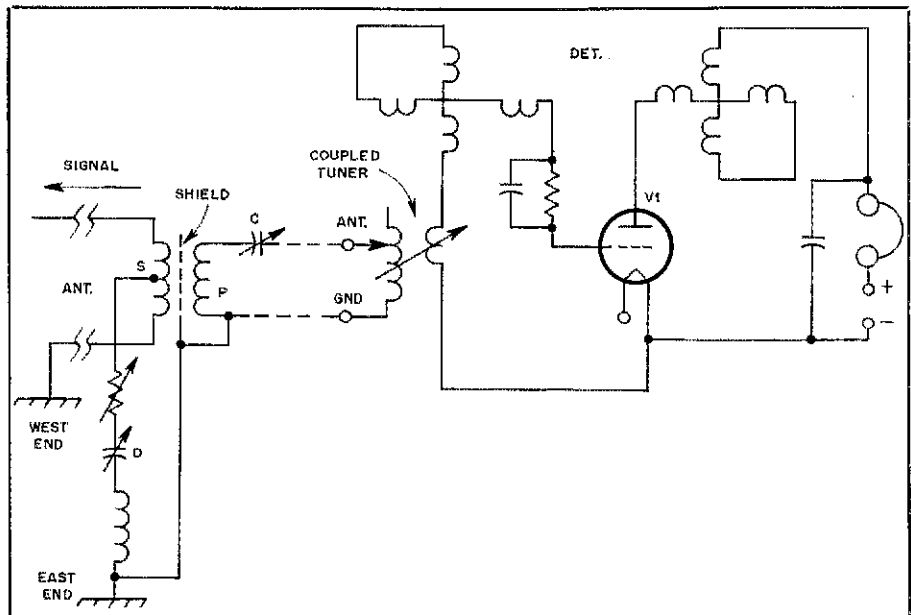 DET.
SIGNAL
SHIELD
COUPLED
TUNER
C
ANT.
V1
S
P
ANT.
GND
+
−
WEST
END
D
EAST
END